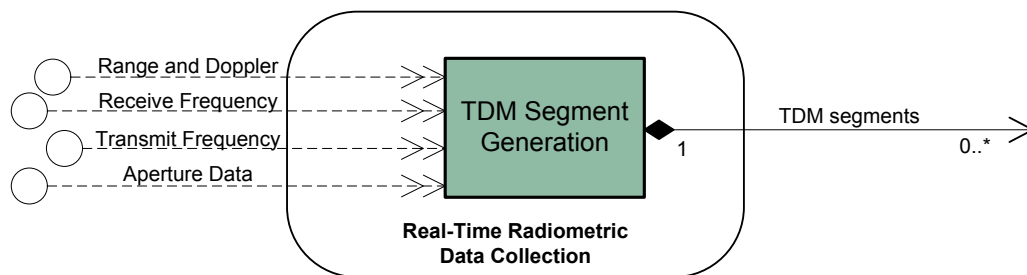 Range and Doppler
Receive Frequency
Transmit Frequency
Aperture Data
TDM Segment
Generation
TDM segments
1
0..*
Real-Time Radiometric
Data Collection